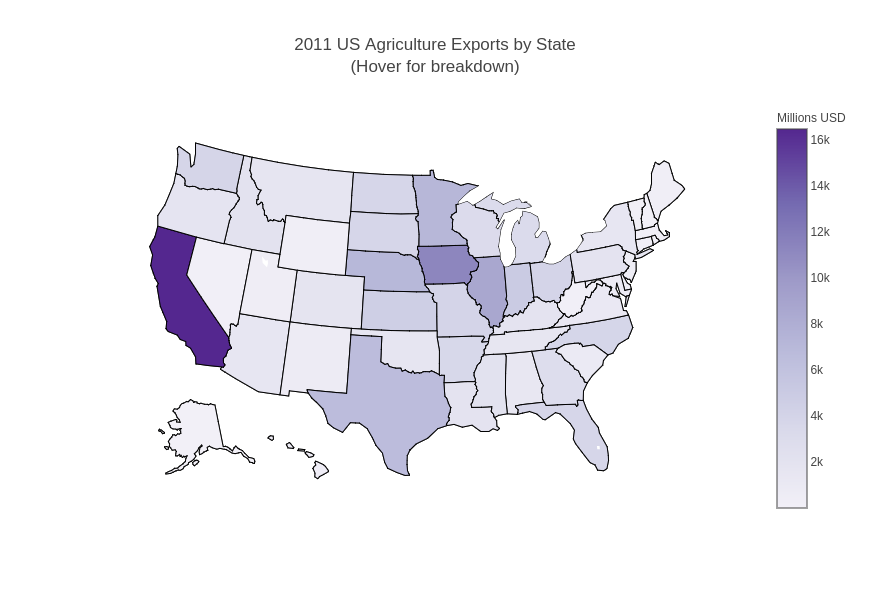 2011 US Agriculture Exports by State
(Hover for breakdown)
Millions USD
16k
14k
12k
10k
8k
6k
4k
2k